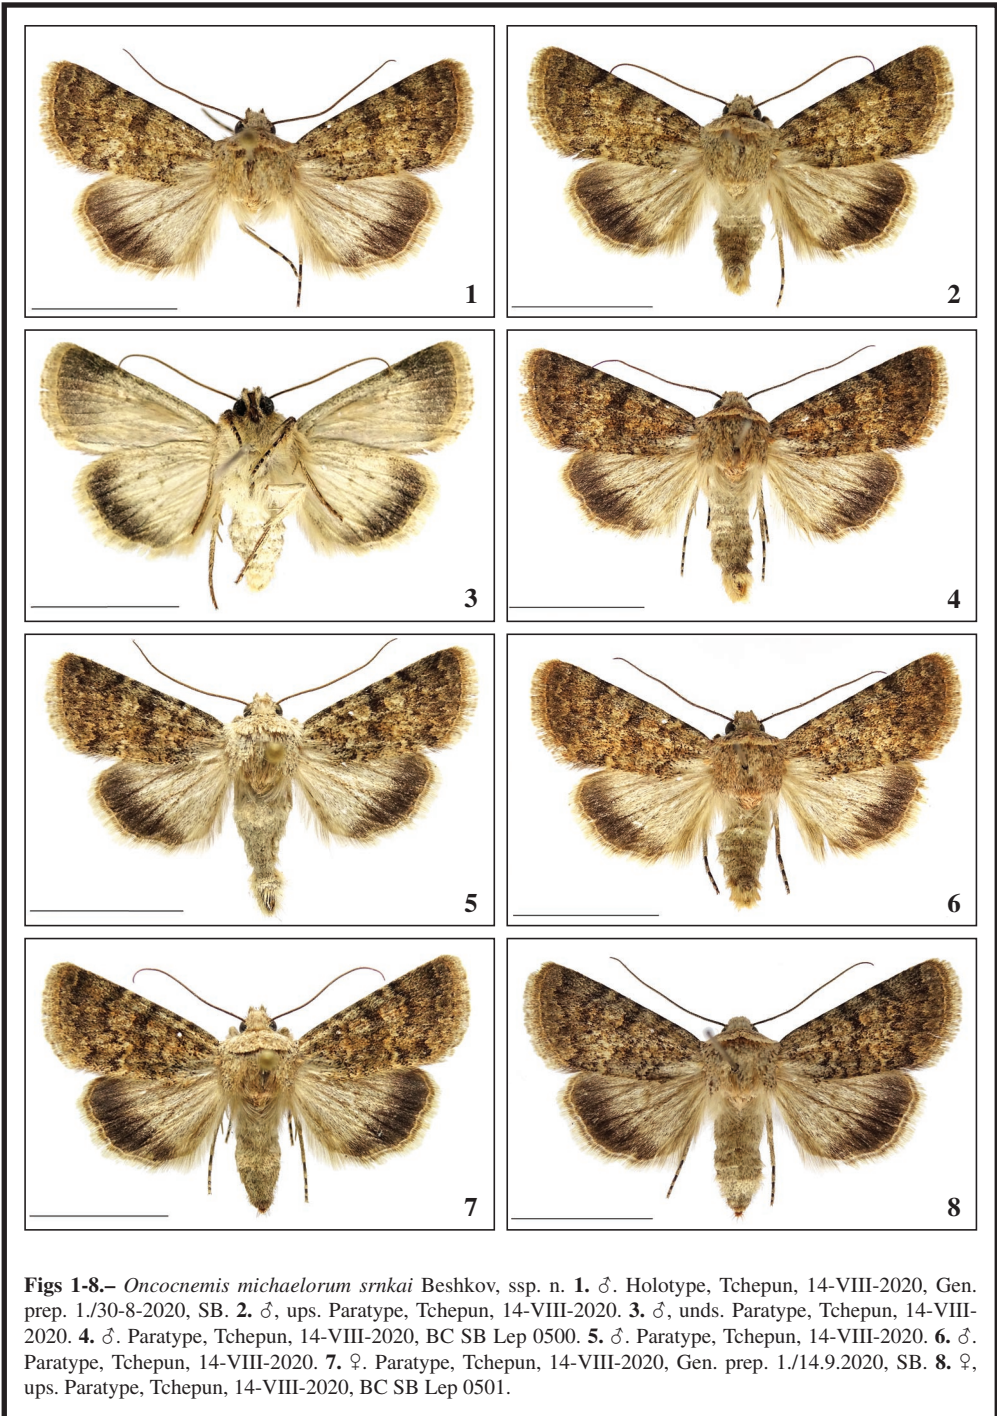 1
2
3
4
5
6
7
8
Figs 1-8.– Oncocnemis michaelorum srnkai Beshkov, ssp. n. 1. ♂. Holotype, Tchepun, 14-VIII-2020, Gen.
prep. 1./30-8-2020, SB. 2. ♂, ups. Paratype, Tchepun, 14-VIII-2020. 3. ♂, unds. Paratype, Tchepun, 14-VIII-
2020. 4. ♂. Paratype, Tchepun, 14-VIII-2020, BC SB Lep 0500. 5. ♂. Paratype, Tchepun, 14-VIII-2020. 6. ♂.
Paratype, Tchepun, 14-VIII-2020. 7. ♀. Paratype, Tchepun, 14-VIII-2020, Gen. prep. 1./14.9.2020, SB. 8. ♀,
ups. Paratype, Tchepun, 14-VIII-2020, BC SB Lep 0501.